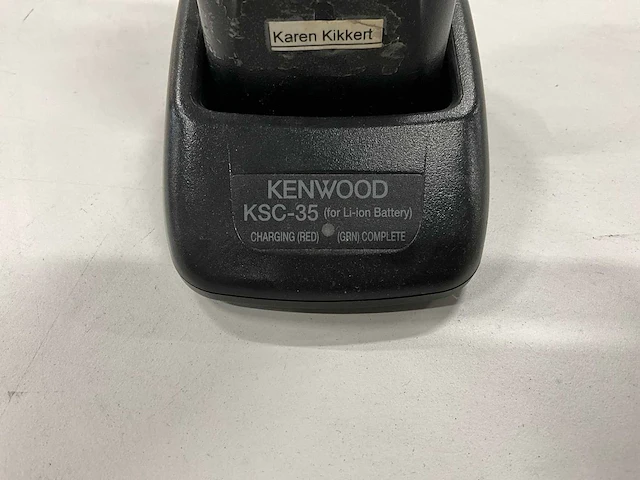 Karen Kikkert
KENWOOD
KSC-35 (for Li-ion Battery)
CHARGING (RED) (GRN) COMPLETE